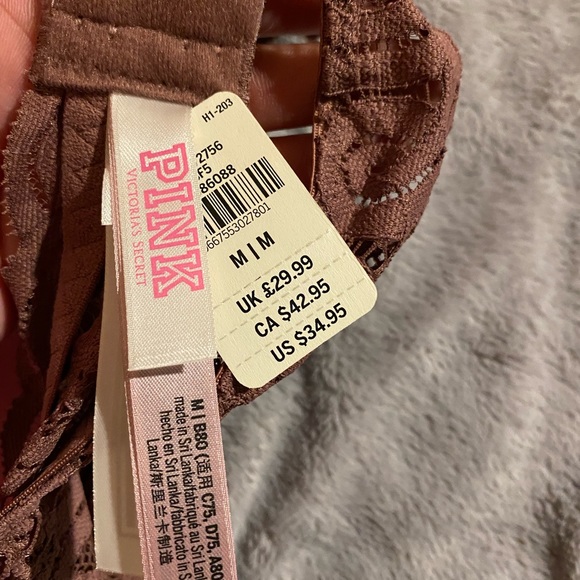 PINK
VICTORIA'S SECRET
H1-203
2756
F5
86088
667553027801
M | M
UK £29.99
CA $42.95
US $34.95
M | B80 (适用 C75, D75, A80
made in Sri Lanka/fabriqué au Sri Lanka
hecho en Sri Lanka/fabricado in S
Lanka/斯里兰卡制造